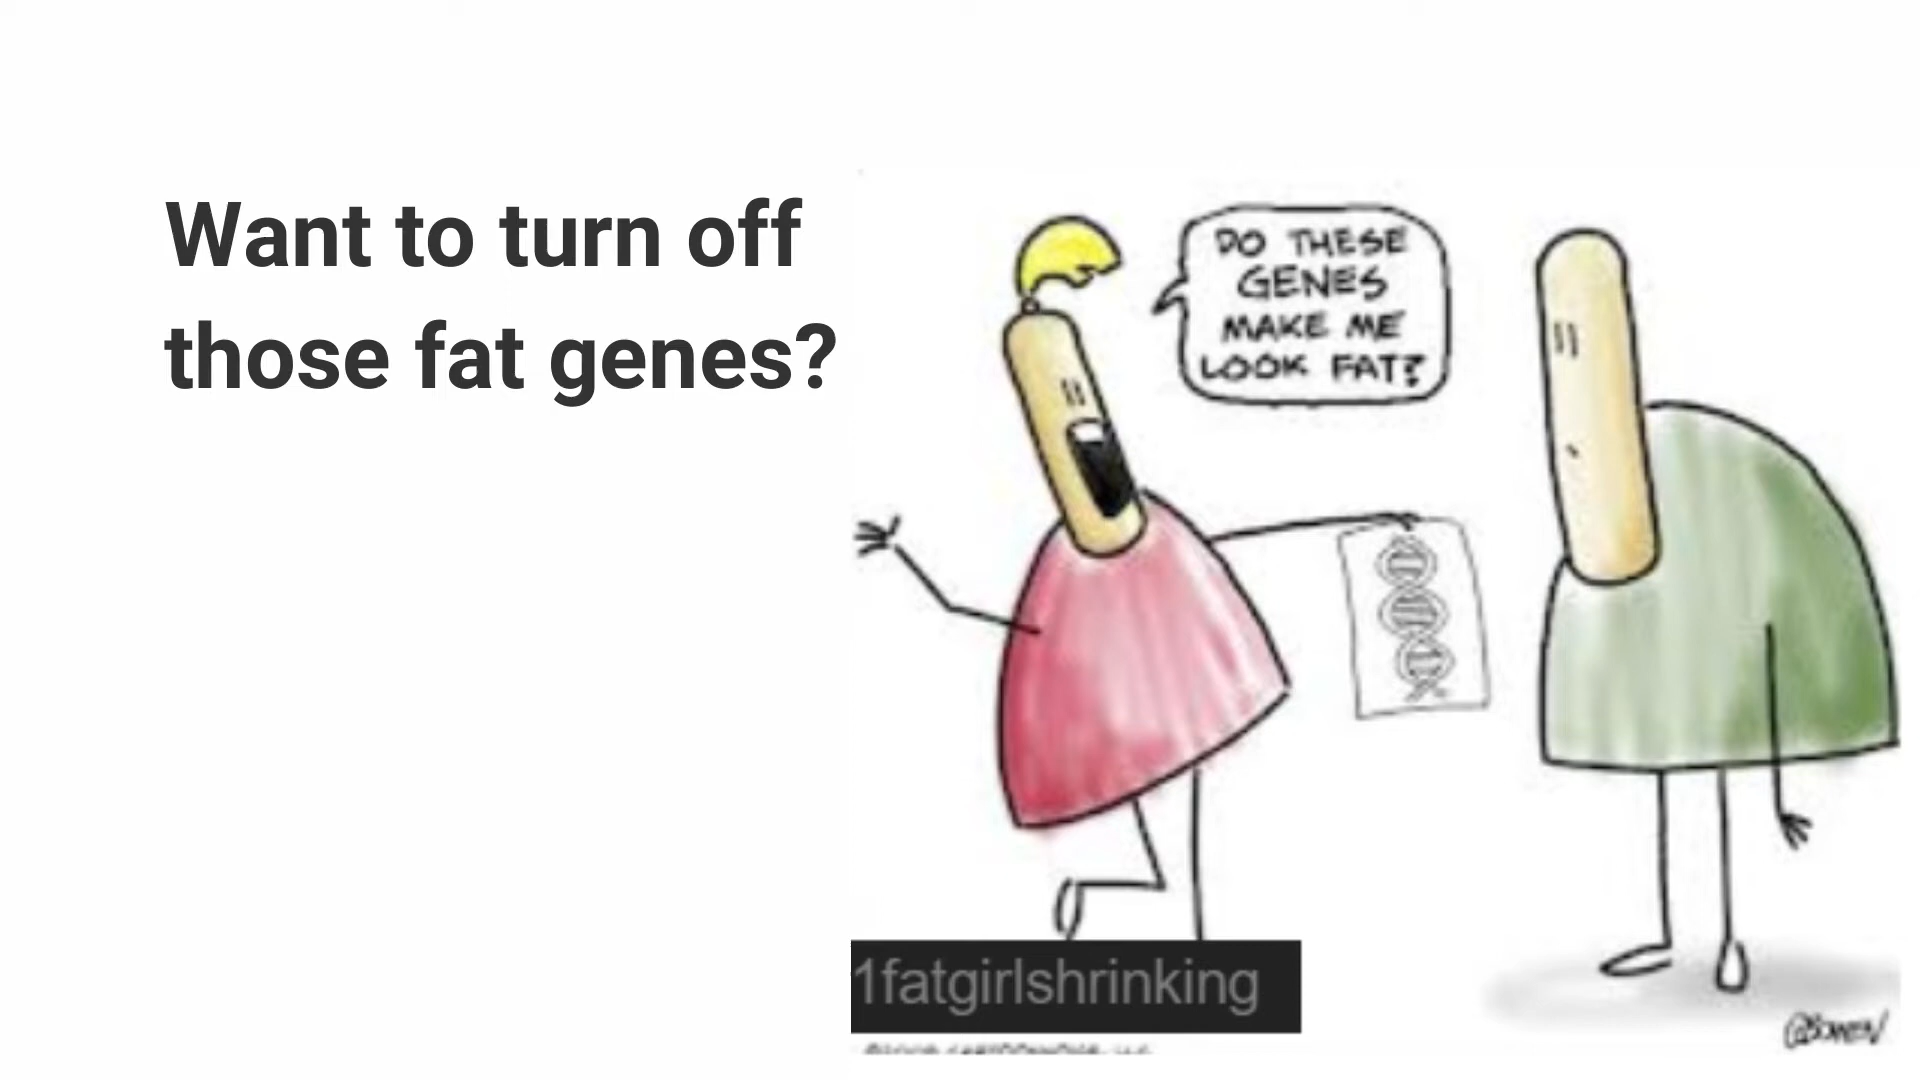 Want to turn off
those fat genes?
DO THESE
GENES
MAKE ME
LOOK FAT?
1fatgirlshrinking